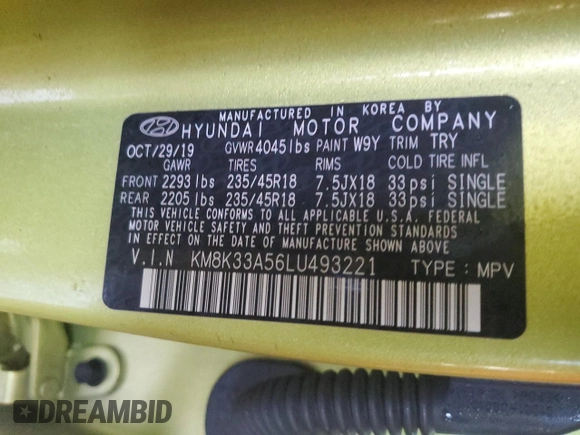 MANUFACTURED IN KOREA BY
HYUNDAI MOTOR COMPANY
OCT/29/19 GVWR 4045 lbs PAINT W9Y TRIM TRY
GAWR TIRES RIMS COLD TIRE INFL
FRONT 2293 lbs 235/45R18 7.5JX18 33 psi SINGLE
REAR 2205 lbs 235/45R18 7.5JX18 33 psi SINGLE
THIS VEHICLE CONFORMS TO ALL APPLICABLE U.S.A. FEDERAL
MOTOR VEHICLE SAFETY AND THEFT PREVENTION STANDARDS
IN EFFECT ON THE DATE OF MANUFACTURE SHOWN ABOVE.
V.I.N KM8K33A56LU493221 TYPE : MPV
DREAMBID